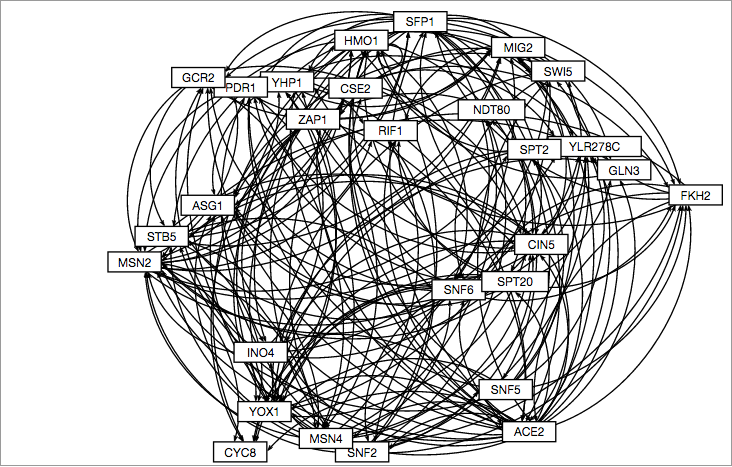 SFP1
HMO1
MIG2
SWI5
GCR2
PDR1
YHP1
CSE2
NDT80
ZAP1
RIF1
SPT2
YLR278C
GLN3
FKH2
ASG1
STB5
CIN5
MSN2
SPT20
SNF6
INO4
SNF5
YOX1
ACE2
MSN4
CYC8
SNF2